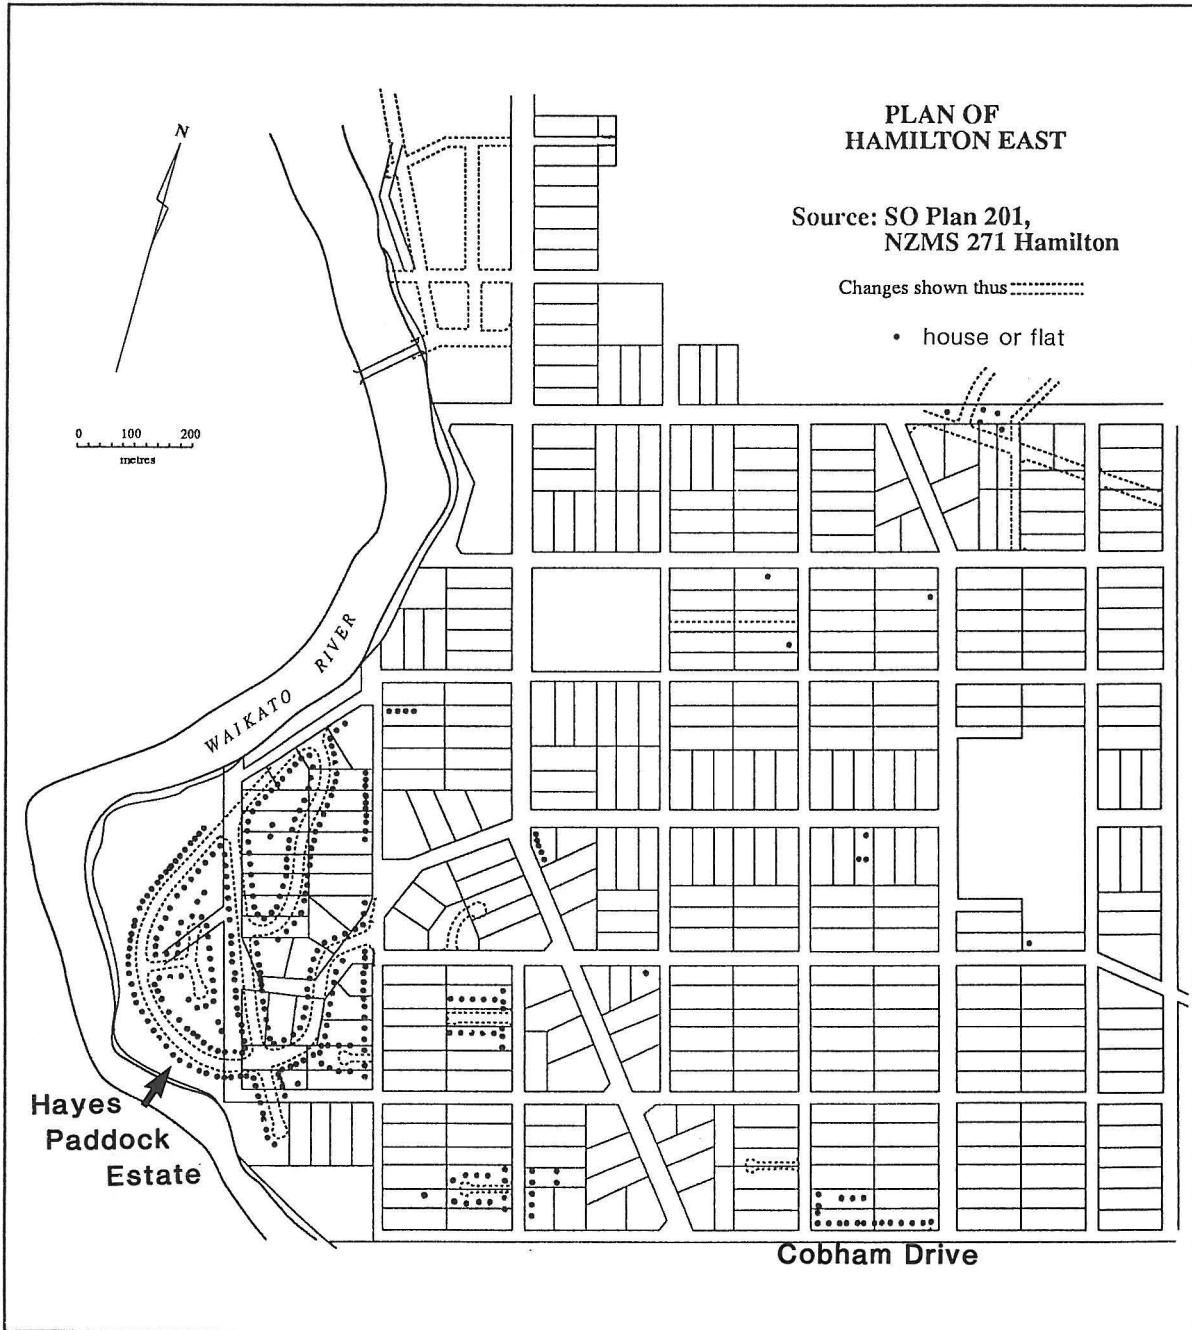 PLAN OF
HAMILTON EAST
Source: SO Plan 201,
NZMS 271 Hamilton
Changes shown thus
• house or flat
N
0 100 200
metres
WAIKATO RIVER
Hayes
Paddock
Estate
Cobham Drive